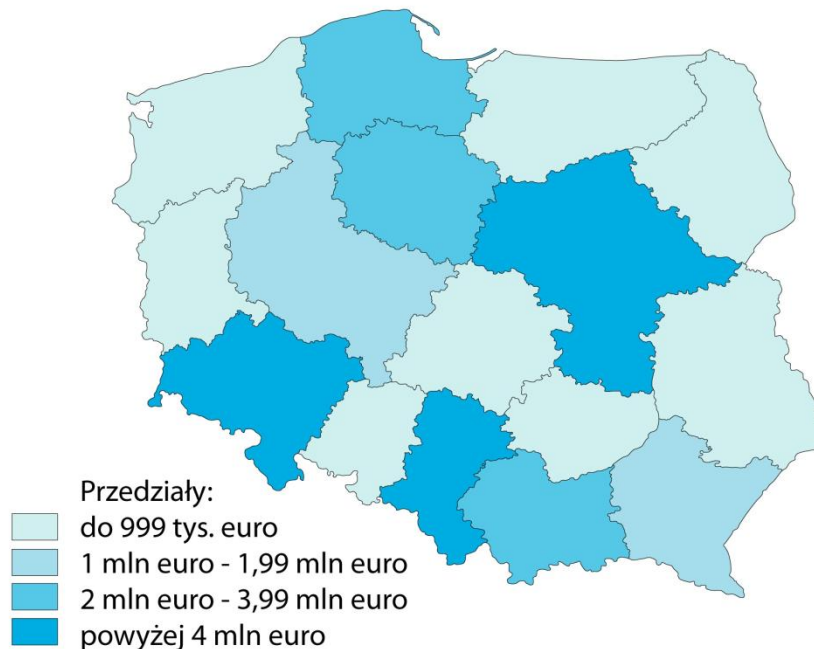 Przedziały:
do 999 tys. euro
1 mln euro - 1,99 mln euro
2 mln euro - 3,99 mln euro
powyżej 4 mln euro